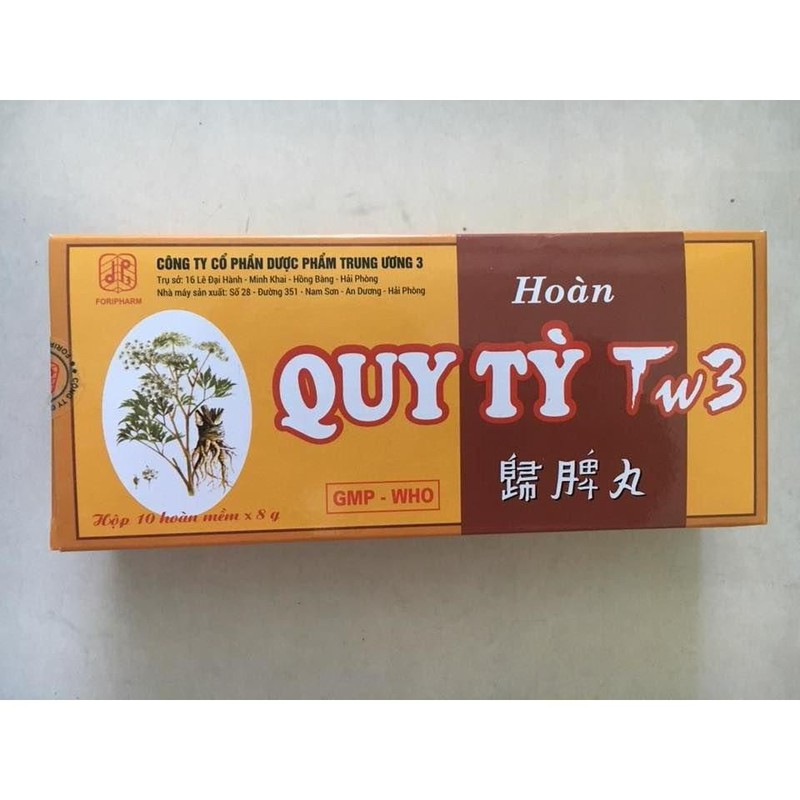 FORIPHARM
CÔNG TY CỔ PHẦN DƯỢC PHẨM TRUNG ƯƠNG 3
Trụ sở: 16 Lê Đại Hành - Minh Khai - Hồng Bàng - Hải Phòng
Nhà máy sản xuất: Số 28 - Đường 351 - Nam Sơn - An Dương - Hải Phòng
Hoàn
QUY TỲ Tw3
歸脾丸
GMP - WHO
Hộp 10 hoàn mềm x 8 g